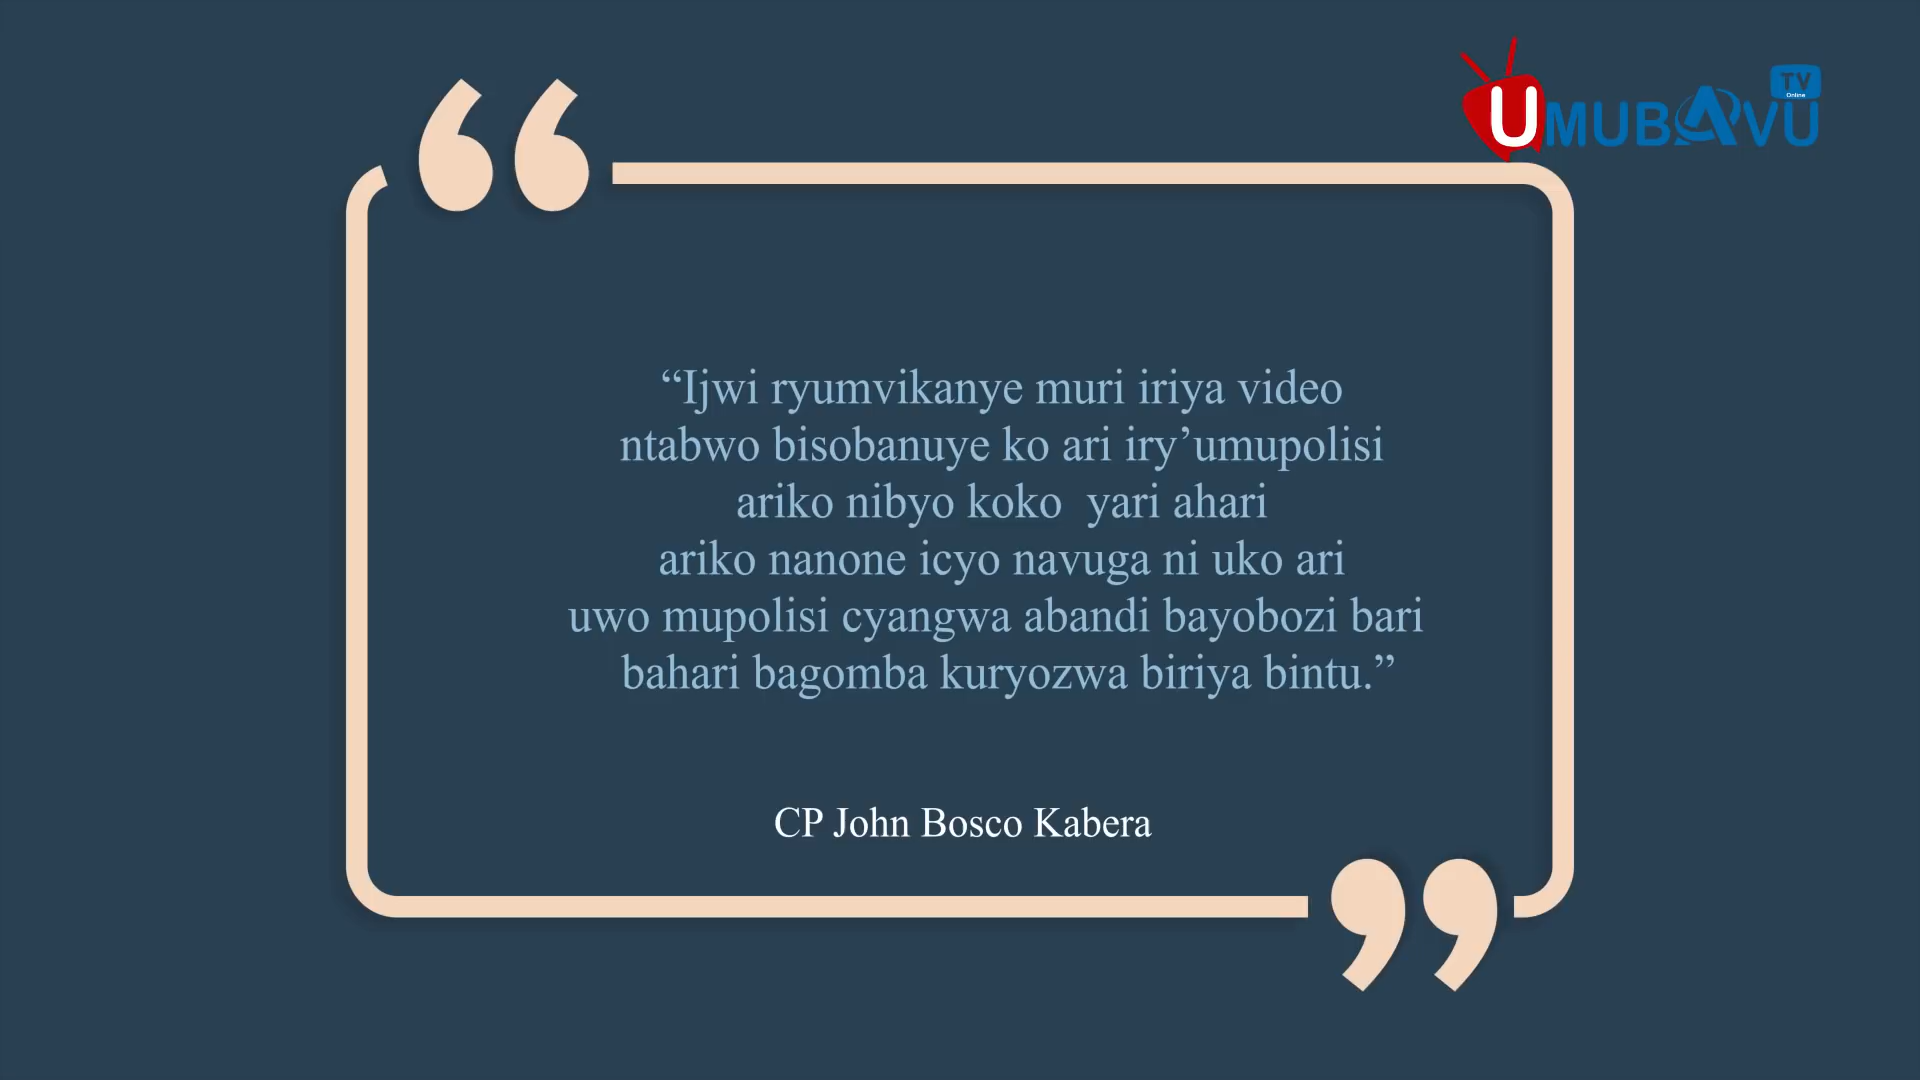 UMUBAVU
TV
Online
“Ijwi ryumvikanye muri iriya video
ntabwo bisobanuye ko ari iry’umupolisi
ariko nibyo koko  yari ahari
ariko nanone icyo navuga ni uko ari
uwo mupolisi cyangwa abandi bayobozi bari
bahari bagomba kuryozwa biriya bintu.”
CP John Bosco Kabera